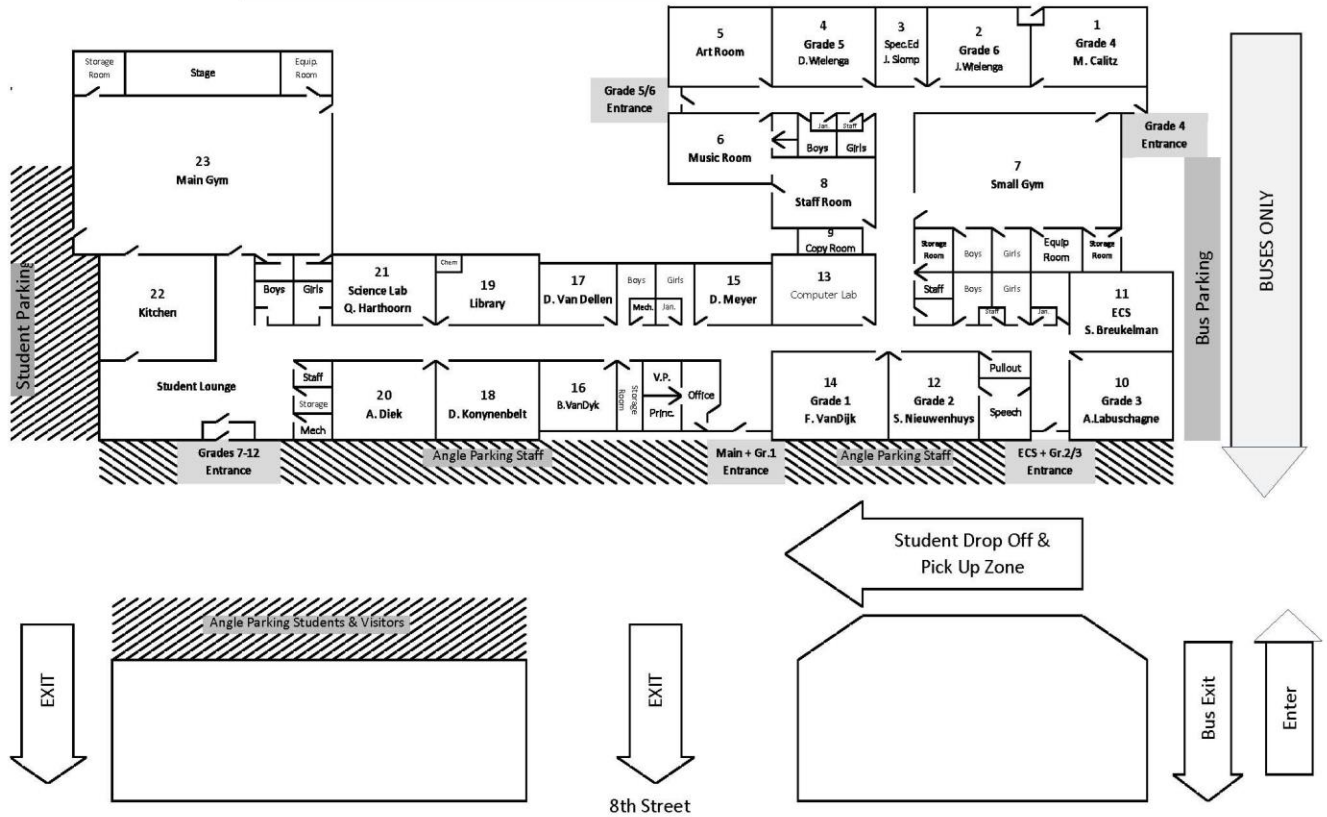 5
Art Room
4
Grade 5
D. Wielenga
3
Spec.Ed
J. Slomp
2
Grade 6
J. Wielenga
1
Grade 4
M. Calitz
Storage
Room
Stage
Equip.
Room
Grade 5/6
Entrance
Grade 4
Entrance
BUSES ONLY
6
Music Room
Jan.
Staff
Boys
Girls
7
Small Gym
23
Main Gym
8
Staff Room
9
Copy Room
Storage
Room
Boys
Girls
Equip
Room
Storage
Room
Staff
Boys
Girls
Staff
Jan.
Student Parking
Bus Parking
22
Kitchen
Boys
Girls
21
Science Lab
Q. Harthoorn
Chem
19
Library
17
D. Van Dellen
Boys
Girls
Mech.
Jan.
15
D. Meyer
13
Computer Lab
11
ECS
S. Breukelman
Student Lounge
Staff
Storage
Mech
20
A. Diek
18
D. Konynenbelt
16
B.VanDyk
Storage
Room
V.P.
Princ.
Office
14
Grade 1
F. VanDijk
12
Grade 2
S. Nieuwenhuys
Pullout
Speech
10
Grade 3
A.Labuschagne
Grades 7-12
Entrance
Angle Parking Staff
Main + Gr.1
Entrance
Angle Parking Staff
ECS + Gr.2/3
Entrance
Student Drop Off &
Pick Up Zone
Angle Parking Students & Visitors
EXIT
EXIT
Bus Exit
Enter
8th Street